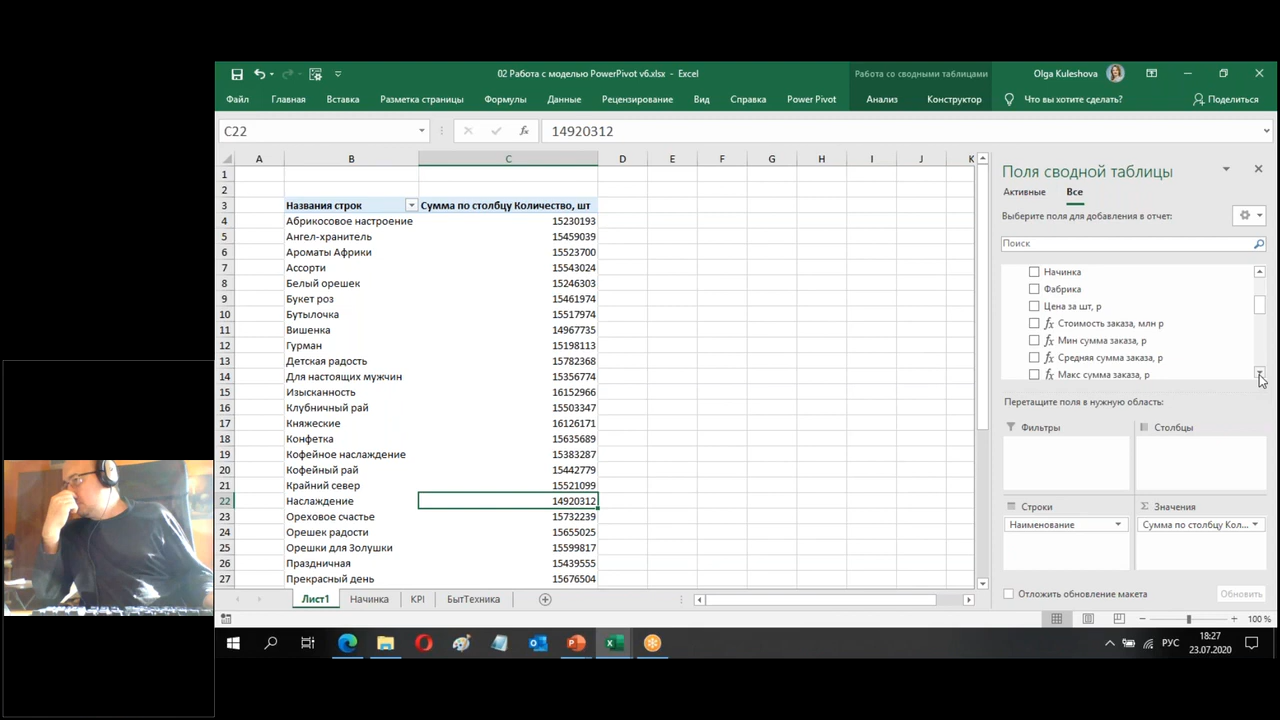 02 Работа с моделью PowerPivot v6.xlsx - Excel
Работа со сводными таблицами
Olga Kuleshova
Файл Главная Вставка Разметка страницы Формулы Данные Рецензирование Вид Справка Power Pivot Анализ Конструктор Что вы хотите сделать? Поделиться
C22 fx 14920312
A B C D E F G H I J K
1
2
3 Названия строк Сумма по столбцу Количество, шт
4 Абрикосовое настроение 15230193
5 Ангел-хранитель 15459039
6 Ароматы Африки 15523700
7 Ассорти 15543024
8 Белый орешек 15246303
9 Букет роз 15461974
10 Бутылочка 15517974
11 Вишенка 14967735
12 Гурман 15198113
13 Детская радость 15782368
14 Для настоящих мужчин 15356774
15 Изысканность 16152966
16 Клубничный рай 15503347
17 Княжеские 16126171
18 Конфетка 15635689
19 Кофейное наслаждение 15383287
20 Кофейный рай 15442779
21 Крайний север 15521099
22 Наслаждение 14920312
23 Ореховое счастье 15732239
24 Орешек радости 15655025
25 Орешки для Золушки 15599817
26 Праздничная 15439555
27 Прекрасный день 15676504
Лист1 Начинка KPI БытТехника
Поля сводной таблицы
Активные Все
Выберите поля для добавления в отчет:
Поиск
Начинка
Фабрика
Цена за шт, р
fx Стоимость заказа, млн р
fx Мин сумма заказа, р
fx Средняя сумма заказа, р
fx Макс сумма заказа, р
Перетащите поля в нужную область:
Фильтры Столбцы
Строки Σ Значения
Наименование Сумма по столбцу Кол...
Отложить обновление макета Обновить
100 %
РУС 18:27
23.07.2020